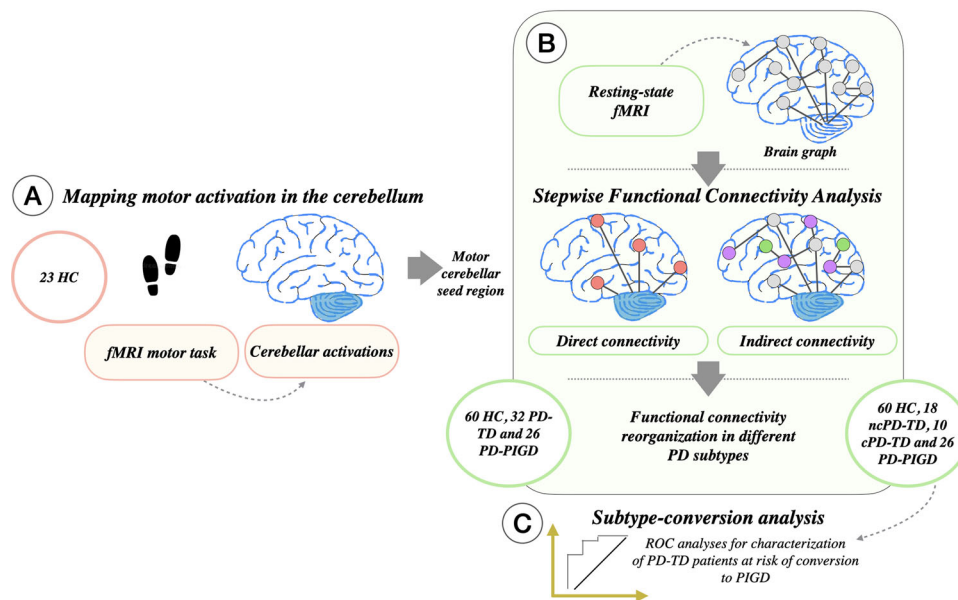 A
Mapping motor activation in the cerebellum
23 HC
fMRI motor task
Cerebellar activations
Motor
cerebellar
seed region
B
Resting-state
fMRI
Brain graph
Stepwise Functional Connectivity Analysis
Direct connectivity
Indirect connectivity
60 HC, 32 PD-
TD and 26
PD-PIGD
Functional connectivity
reorganization in different
PD subtypes
60 HC, 18
ncPD-TD, 10
cPD-TD and 26
PD-PIGD
C
Subtype-conversion analysis
ROC analyses for characterization
of PD-TD patients at risk of conversion
to PIGD